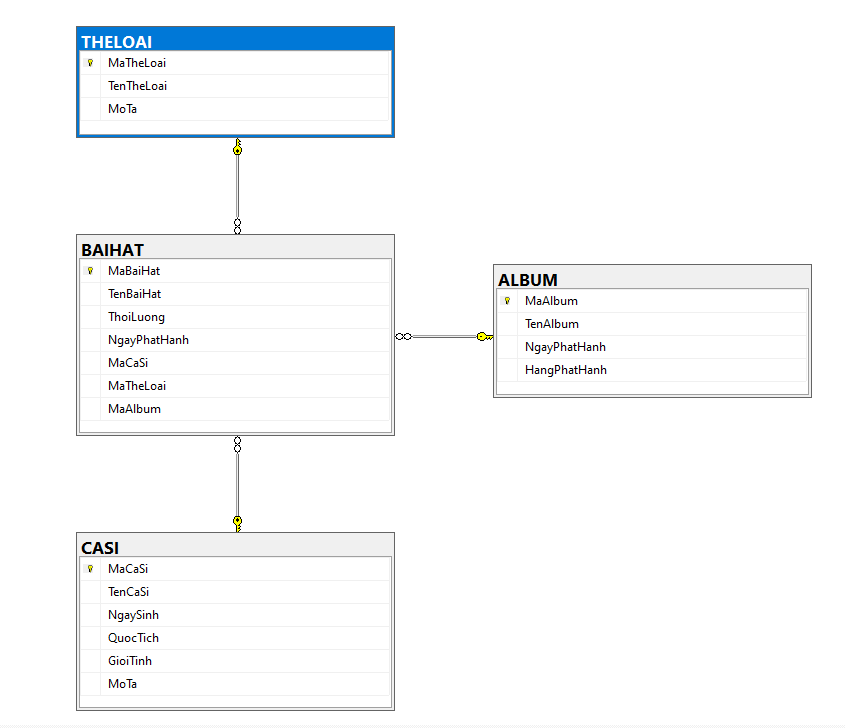 THELOAI
MaTheLoai
TenTheLoai
MoTa
BAIHAT
MaBaiHat
TenBaiHat
ThoiLuong
NgayPhatHanh
MaCaSi
MaTheLoai
MaAlbum
ALBUM
MaAlbum
TenAlbum
NgayPhatHanh
HangPhatHanh
CASI
MaCaSi
TenCaSi
NgaySinh
QuocTich
GioiTinh
MoTa